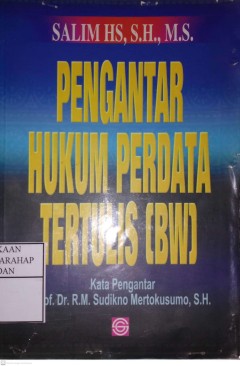 SALIM HS, S.H., M.S.
PENGANTAR
HUKUM PERDATA
TERTULIS (BW)
KAAN
ARAHAP
DAN
Kata Pengantar
of. Dr. R.M. Sudikno Mertokusumo, S.H.